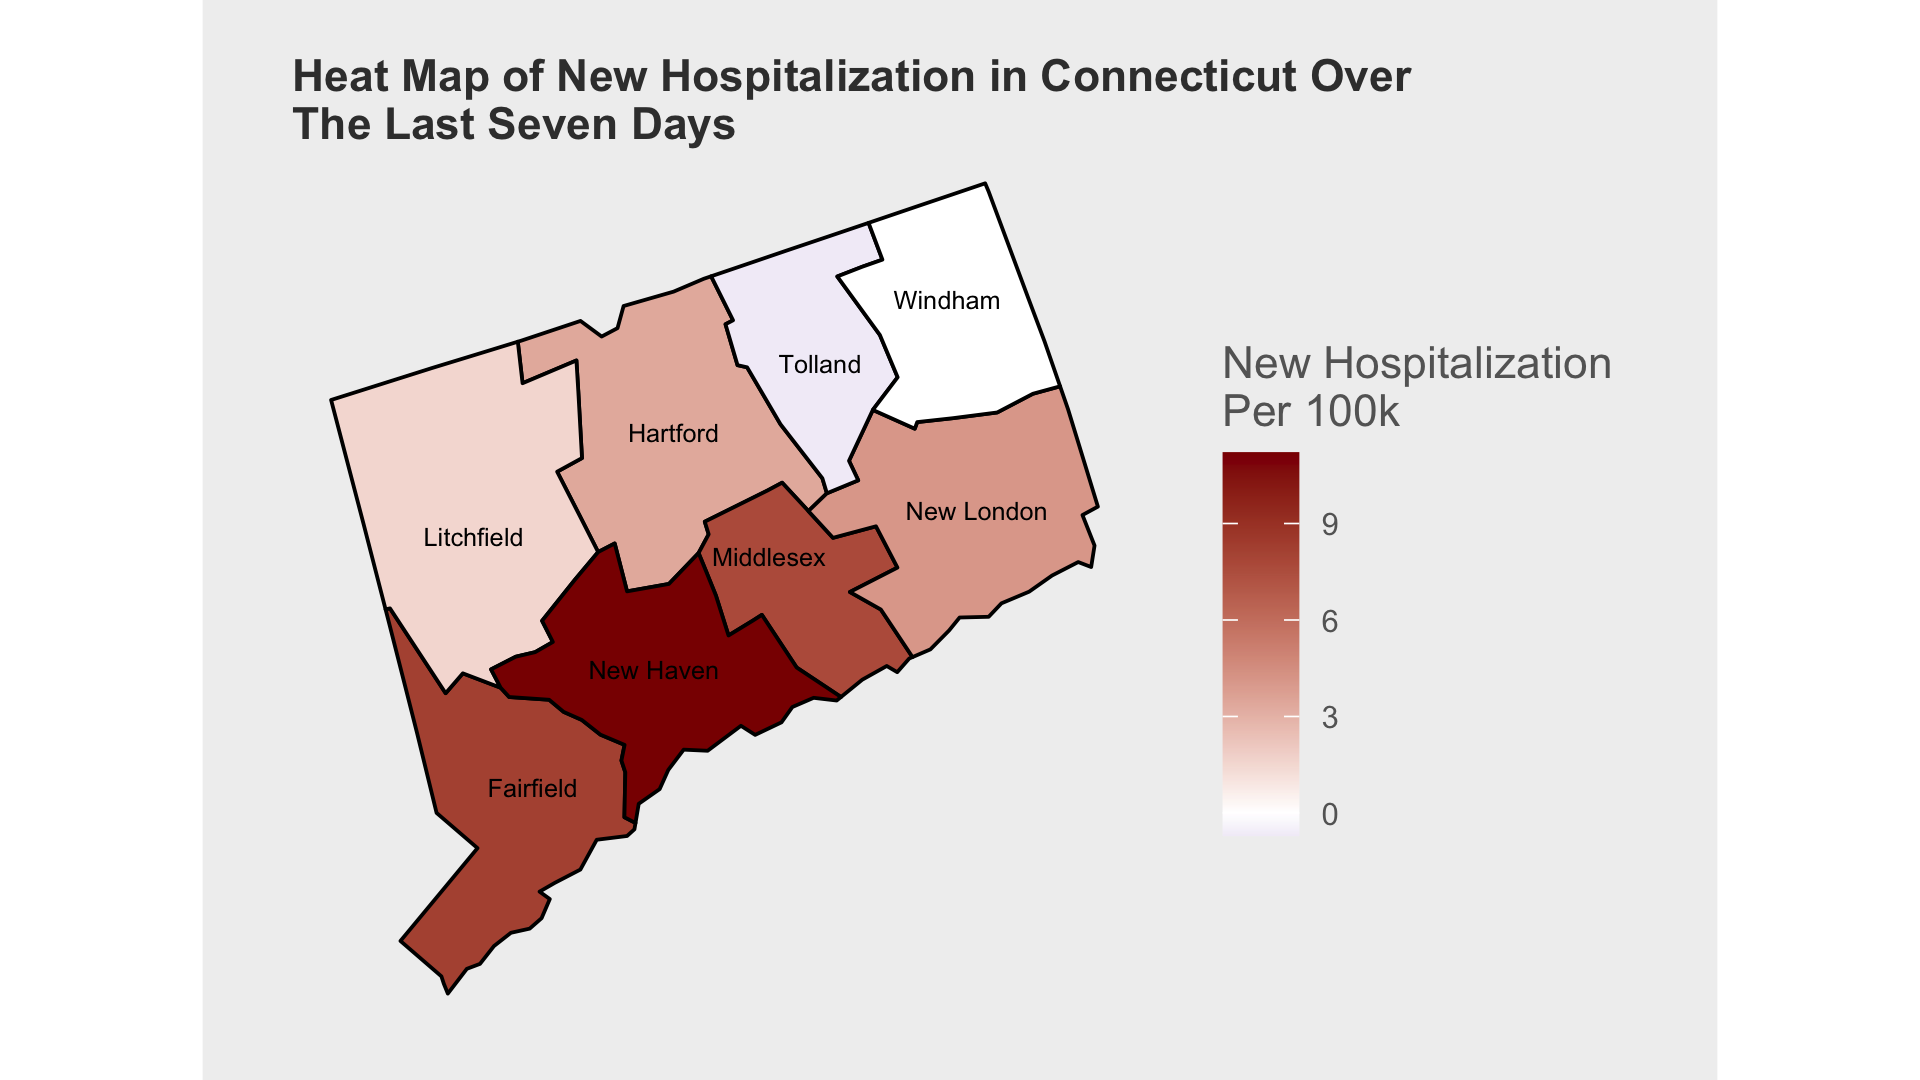 Heat Map of New Hospitalization in Connecticut Over
The Last Seven Days
Windham
Tolland
Hartford
New London
Litchfield
Middlesex
New Haven
Fairfield
New Hospitalization
Per 100k
9
6
3
0